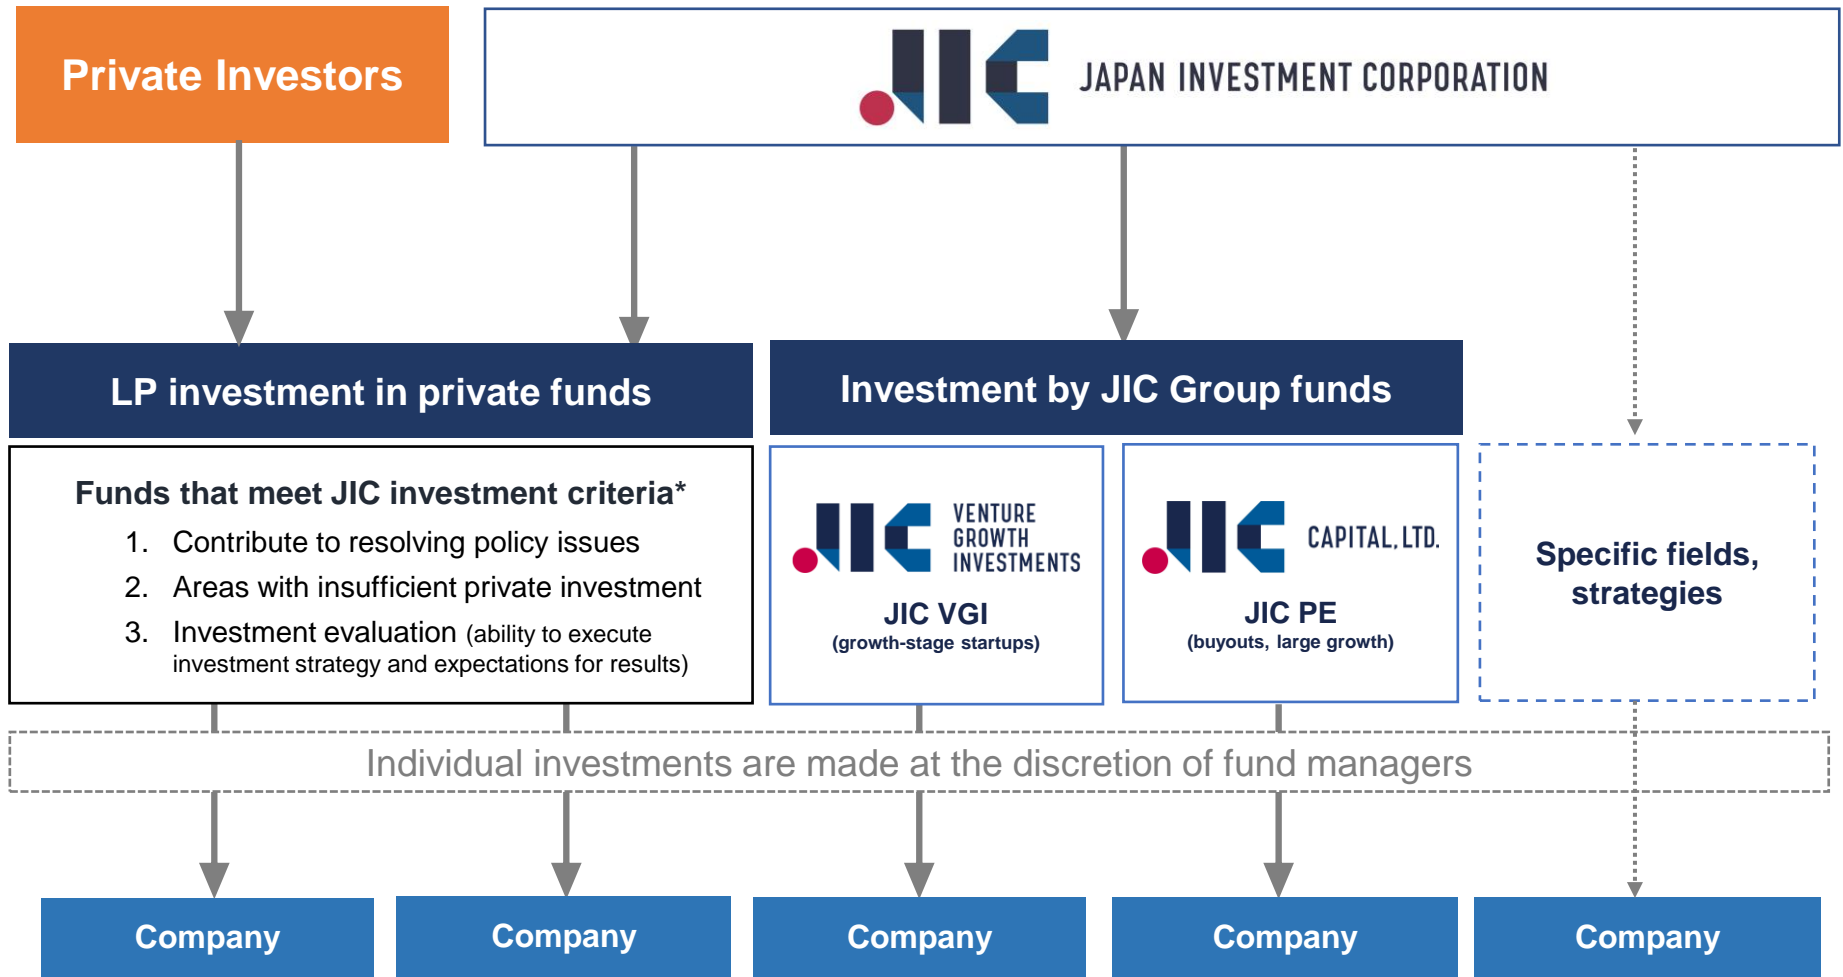 Private Investors
JIC JAPAN INVESTMENT CORPORATION
LP investment in private funds
Investment by JIC Group funds
Funds that meet JIC investment criteria*
1. Contribute to resolving policy issues
2. Areas with insufficient private investment
3. Investment evaluation (ability to execute
investment strategy and expectations for results)
JIC
VENTURE
GROWTH
INVESTMENTS
JIC VGI
(growth-stage startups)
JIC CAPITAL, LTD.
JIC PE
(buyouts, large growth)
Specific fields,
strategies
Individual investments are made at the discretion of fund managers
Company
Company
Company
Company
Company